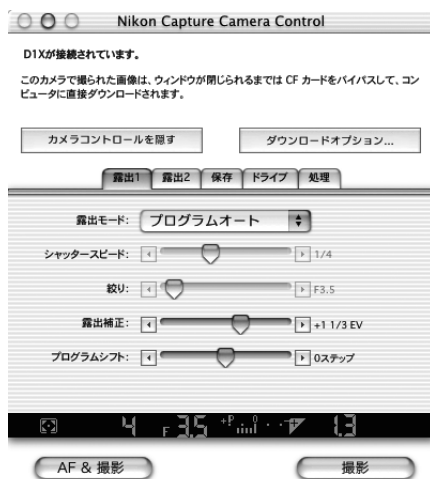 Nikon Capture Camera Control
D1Xが接続されています。
このカメラで撮られた画像は、ウィンドウが閉じられるまでは CF カードをバイパスして、コン
ピュータに直接ダウンロードされます。
カメラコントロールを隠す ダウンロードオプション...
露出1 露出2 保存 ドライブ 処理
露出モード: プログラムオート
シャッタースピード: 1/4
絞り: F3.5
露出補正: +1 1/3 EV
プログラムシフト: 0ステップ
4 F 3.5 +P 0 1.3
AF & 撮影 撮影